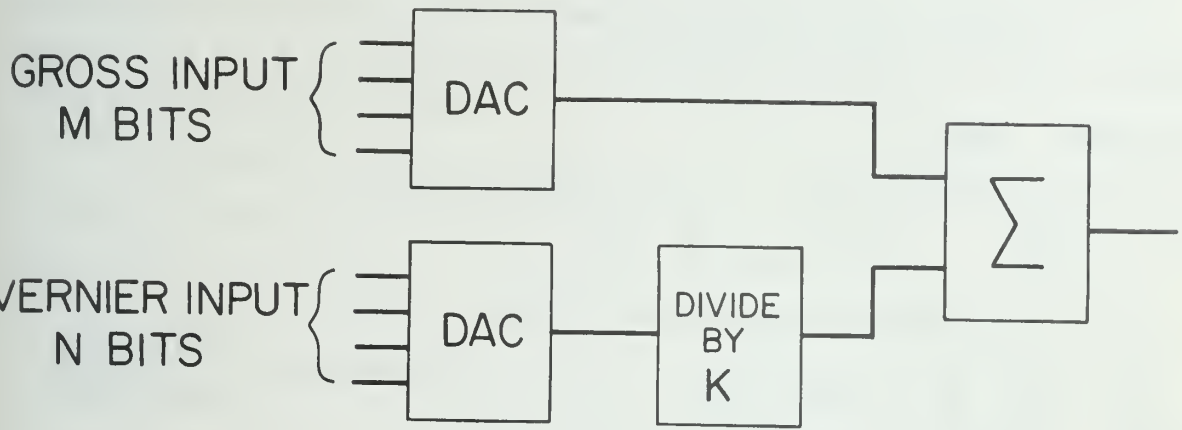 GROSS INPUT
M BITS
DAC
VERNIER INPUT
N BITS
DAC
DIVIDE
BY
K
Σ